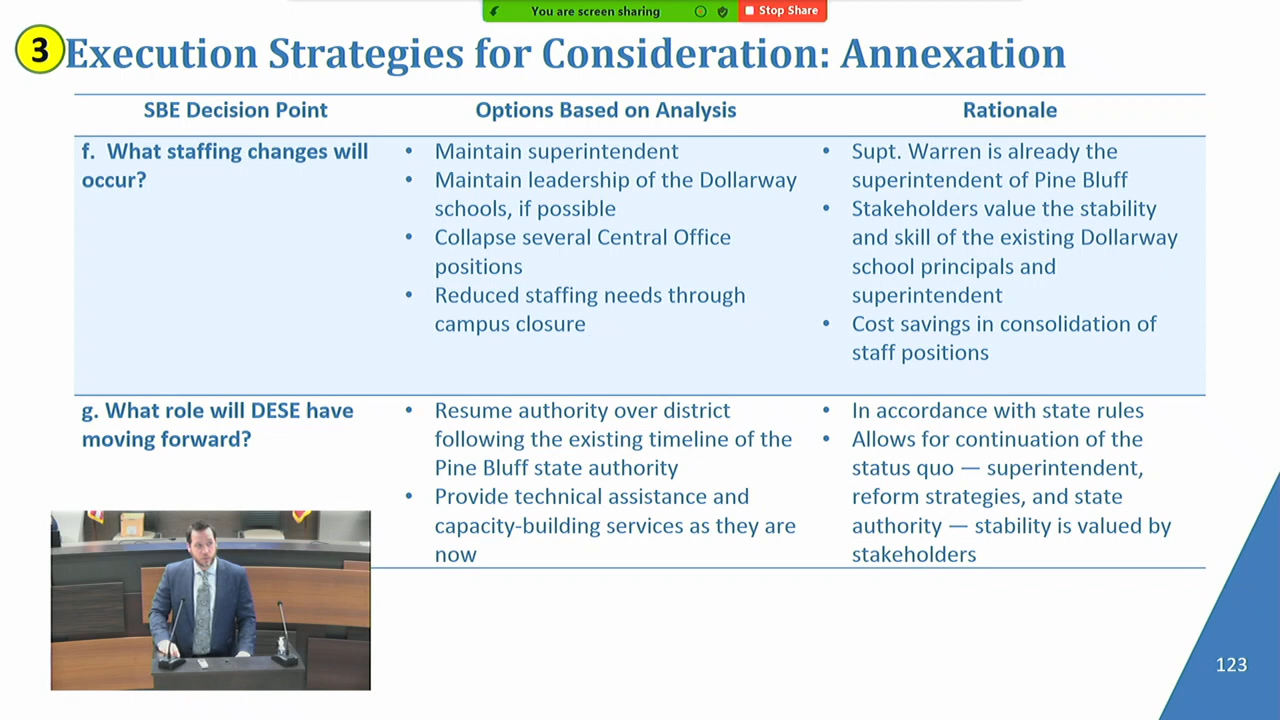 You are screen sharing
Stop Share
3
Execution Strategies for Consideration: Annexation
SBE Decision Point
Options Based on Analysis
Rationale
f. What staffing changes will
occur?
• Maintain superintendent
• Maintain leadership of the Dollarway
schools, if possible
• Collapse several Central Office
positions
• Reduced staffing needs through
campus closure
• Supt. Warren is already the
superintendent of Pine Bluff
• Stakeholders value the stability
and skill of the existing Dollarway
school principals and
superintendent
• Cost savings in consolidation of
staff positions
g. What role will DESE have
moving forward?
• Resume authority over district
following the existing timeline of the
Pine Bluff state authority
• Provide technical assistance and
capacity-building services as they are
now
• In accordance with state rules
• Allows for continuation of the
status quo — superintendent,
reform strategies, and state
authority — stability is valued by
stakeholders
123